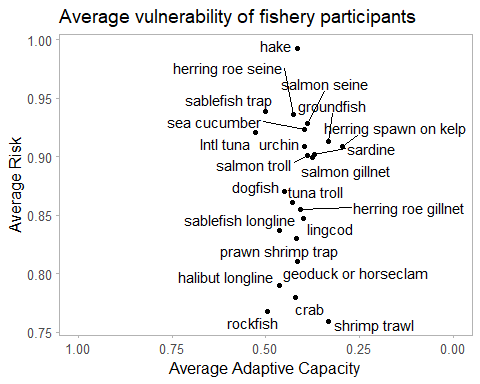 Average vulnerability of fishery participants
1.00
hake
herring roe seine
salmon seine
0.95
sablefish trap
groundfish
sea cucumber
herring spawn on kelp
lntl tuna urchin
sardine
0.90
salmon troll
salmon gillnet
dogfish
tuna troll
0.85
herring roe gillnet
sablefish longline
lingcod
prawn shrimp trap
0.80
halibut longline
geoduck or horseclam
crab
rockfish
shrimp trawl
0.75
Average Risk
1.00 0.75 0.50 0.25 0.00
Average Adaptive Capacity